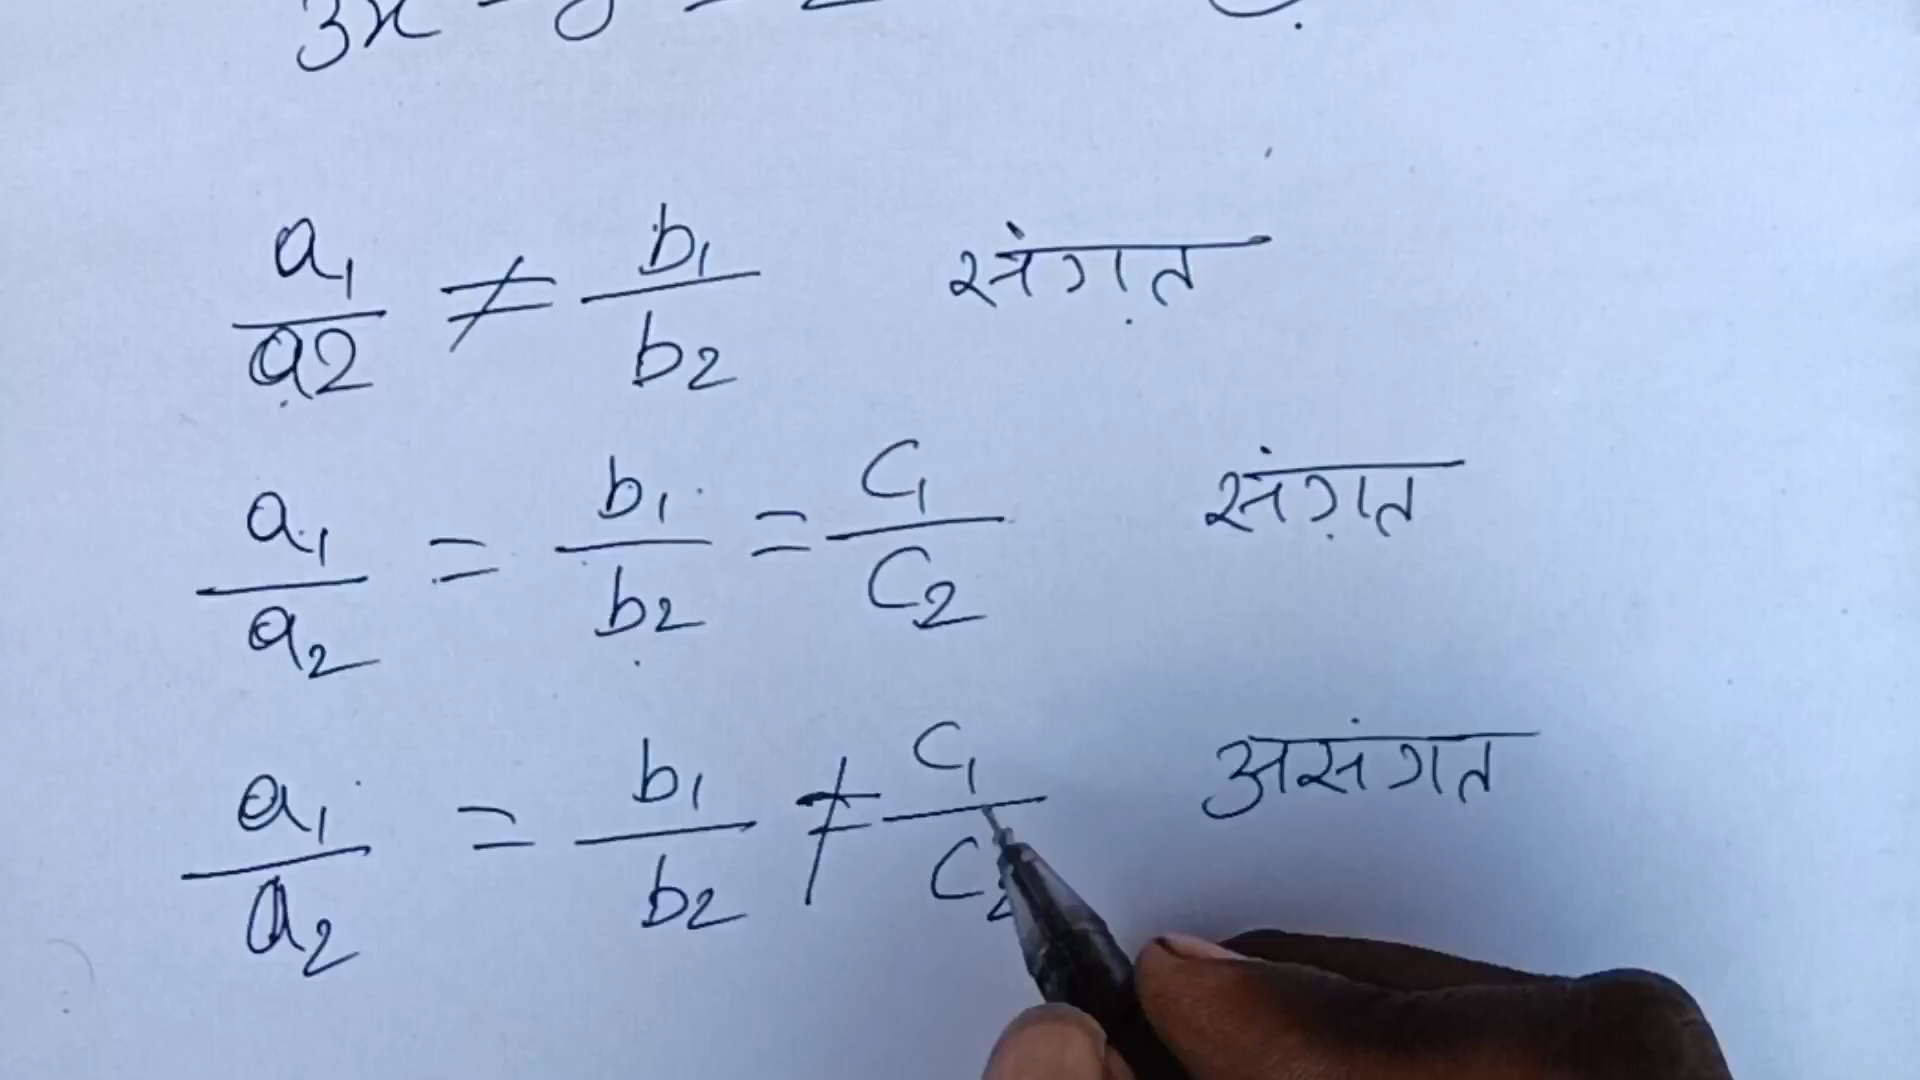 a₁/a2 ≠ b₁/b₂ संगत
a₁/a₂ = b₁/b₂ = C₁/C₂ संगत
a₁/a₂ = b₁/b₂ ≠ C₁/C₂ असंगत